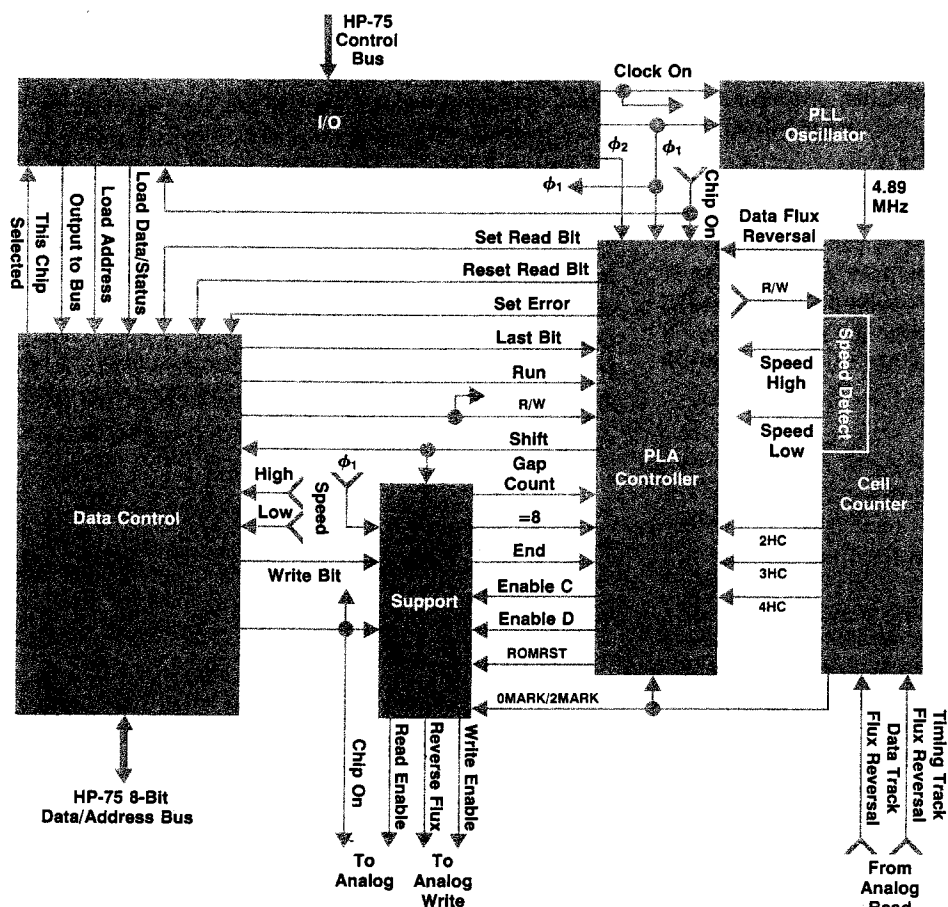 HP-75
Control
Bus
Clock On
I/O
PLL
Oscillator
ϕ2
ϕ1
ϕ1
Chip On
4.89
MHz
This Chip
Selected
Output to Bus
Load Address
Load Data/Status
Set Read Bit
Data Flux
Reversal
Reset Read Bit
R/W
Set Error
Last Bit
Speed Detect
Speed
High
Run
R/W
Speed
Low
Shift
ϕ1
Gap
Count
PLA
Controller
Cell
Counter
High
Low
Speed
Data Control
=8
2HC
End
3HC
Write Bit
Enable C
4HC
Support
Enable D
ROMRST
0MARK/2MARK
Chip On
Read Enable
Reverse Flux
Write Enable
Data Track
Flux Reversal
Timing Track
Flux Reversal
HP-75 8-Bit
Data/Address Bus
To
Analog
To
Analog
Write
From
Analog
Read